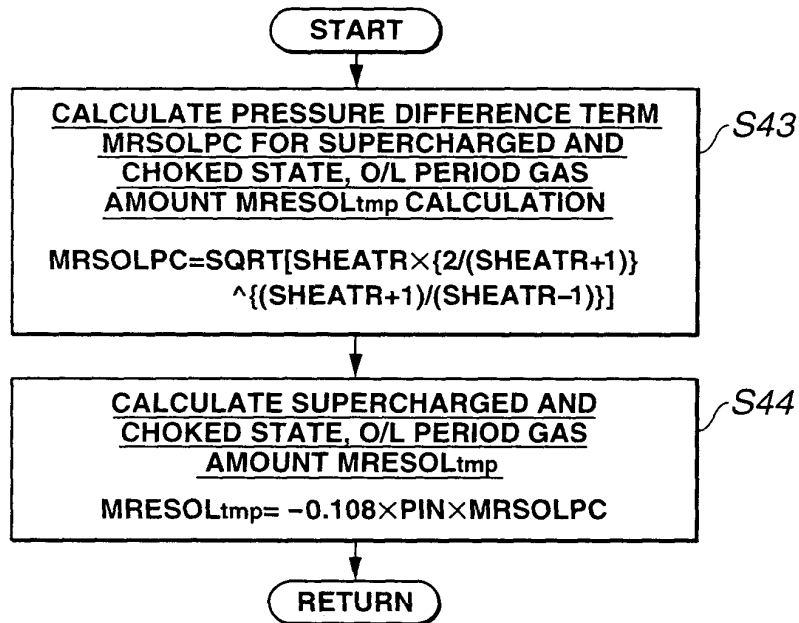 START
CALCULATE PRESSURE DIFFERENCE TERM
MRSOLPC FOR SUPERCHARGED AND
CHOKED STATE, O/L PERIOD GAS
AMOUNT MRESOLtmp CALCULATION
MRSOLPC=SQRT[SHEATR×{2/(SHEATR+1)}
^{(SHEATR+1)/(SHEATR−1)}]
S43
CALCULATE SUPERCHARGED AND
CHOKED STATE, O/L PERIOD GAS
AMOUNT MRESOLtmp
MRESOLtmp= −0.108×PIN×MRSOLPC
S44
RETURN